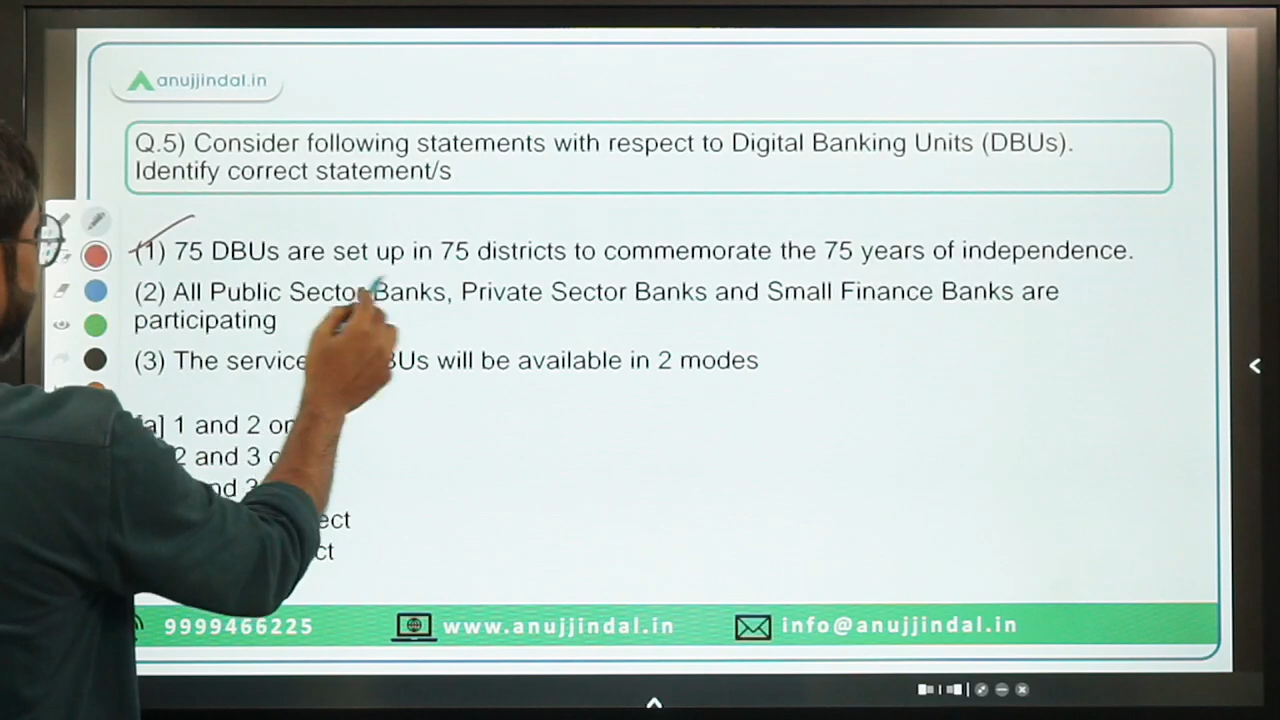 anujjindal.in
Q.5) Consider following statements with respect to Digital Banking Units (DBUs).
Identify correct statement/s
(1) 75 DBUs are set up in 75 districts to commemorate the 75 years of independence.
(2) All Public Sector Banks, Private Sector Banks and Small Finance Banks are
participating
(3) The service will be available in 2 modes
1 and 2
2 and 3
9999466225 www.anujjindal.in info@anujjindal.in